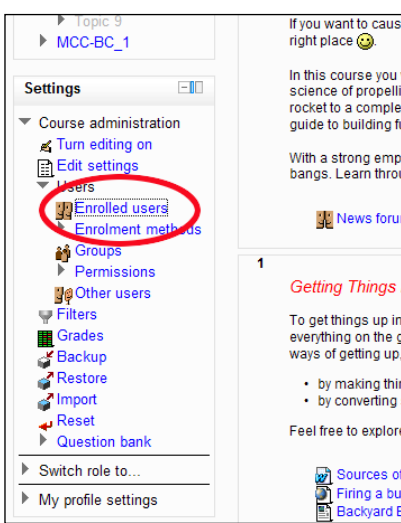 Topic 9
MCC-BC_1
Settings
Course administration
Turn editing on
Edit settings
Users
Enrolled users
Enrolment methods
Groups
Permissions
Other users
Filters
Grades
Backup
Restore
Import
Reset
Question bank
Switch role to...
My profile settings
If you want to caus
right place
In this course you
science of propelli
rocket to a comple
guide to building fu
With a strong emp
bangs. Learn throu
News foru
1
Getting Things
To get things up in
everything on the g
ways of getting up,
• by making thin
• by converting
Feel free to explore
Sources of
Firing a bu
Backyard B